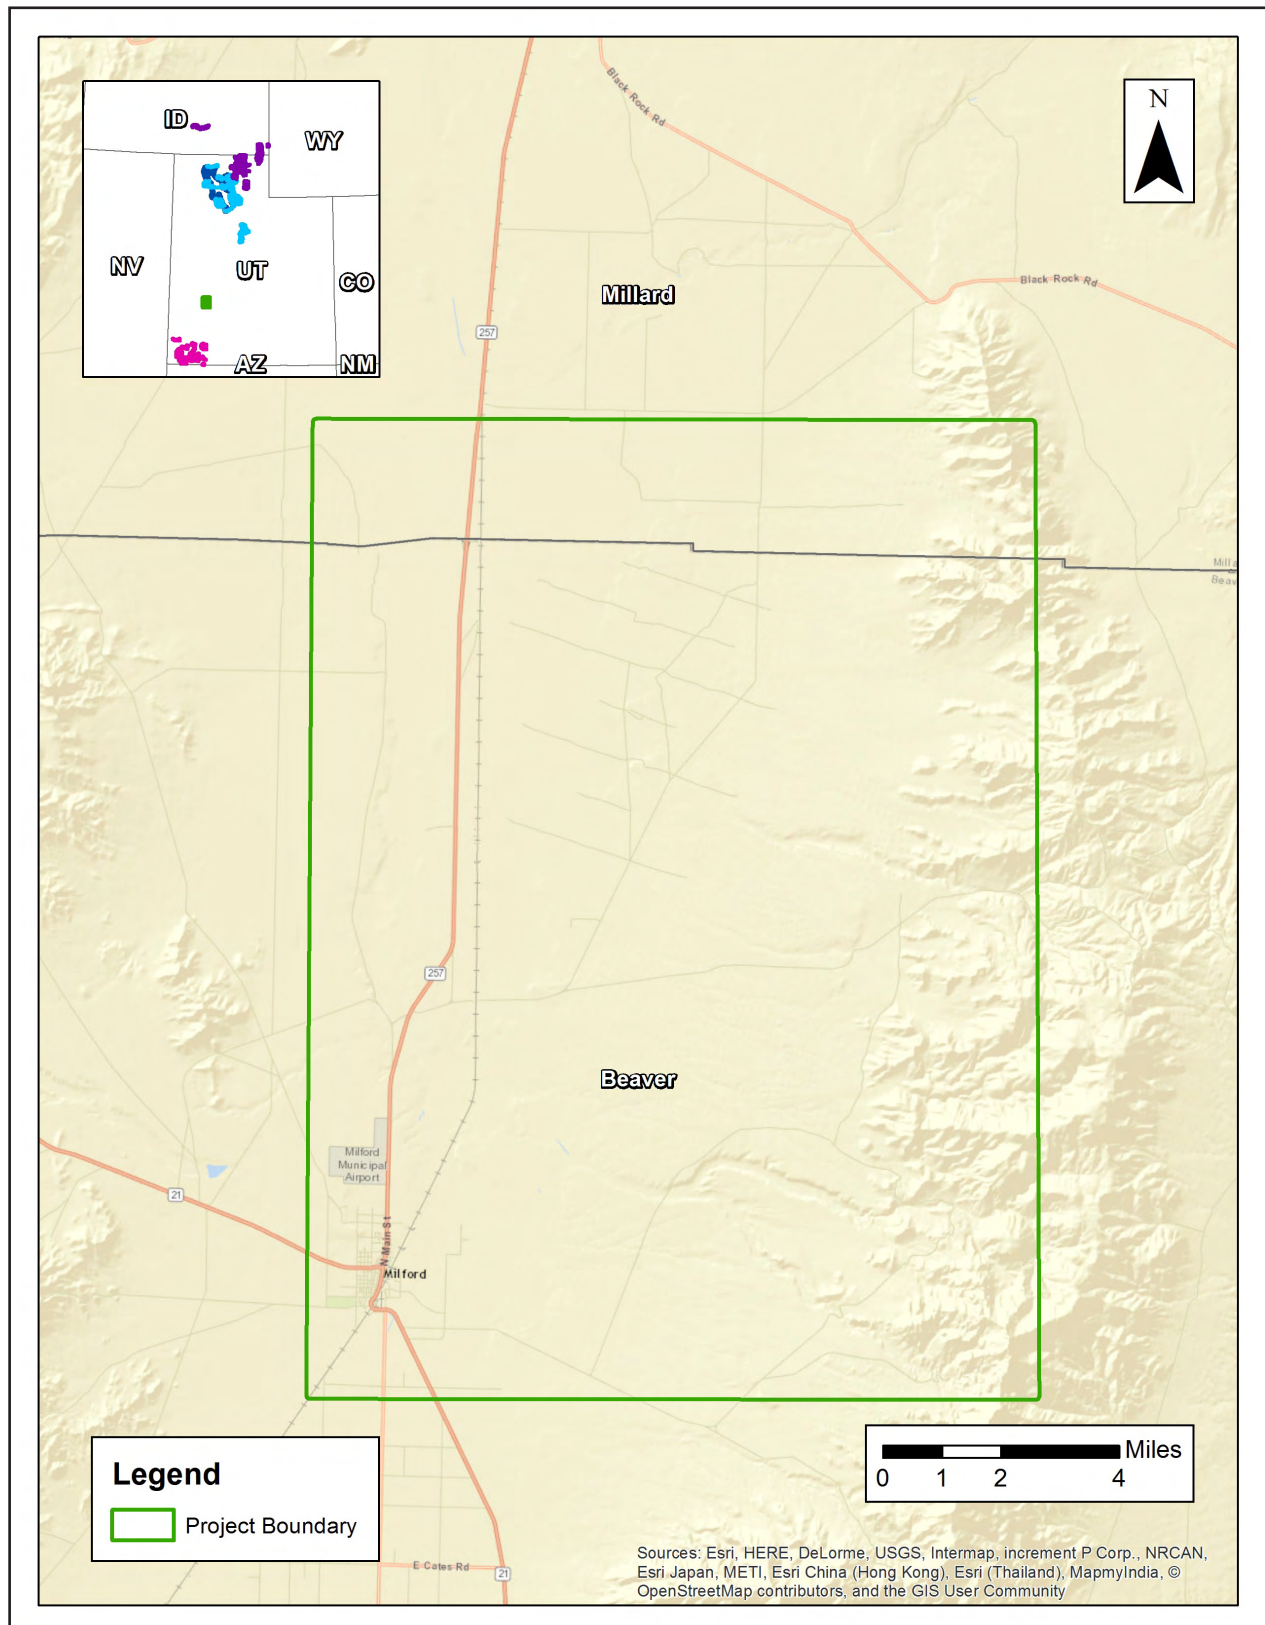 Black Rock Rd
N
ID
WY
NV
UT
CO
AZ
NM
Black Rock Rd
Millard
257
Beaver
257
Milford
Municipal
Airport
21
N Main St
Milford
Legend
Project Boundary
Miles
0 1 2 4
E Cates Rd
21
Sources: Esri, HERE, DeLorme, USGS, Intermap, increment P Corp., NRCAN,
Esri Japan, METI, Esri China (Hong Kong), Esri (Thailand), MapmyIndia, ©
OpenStreetMap contributors, and the GIS User Community